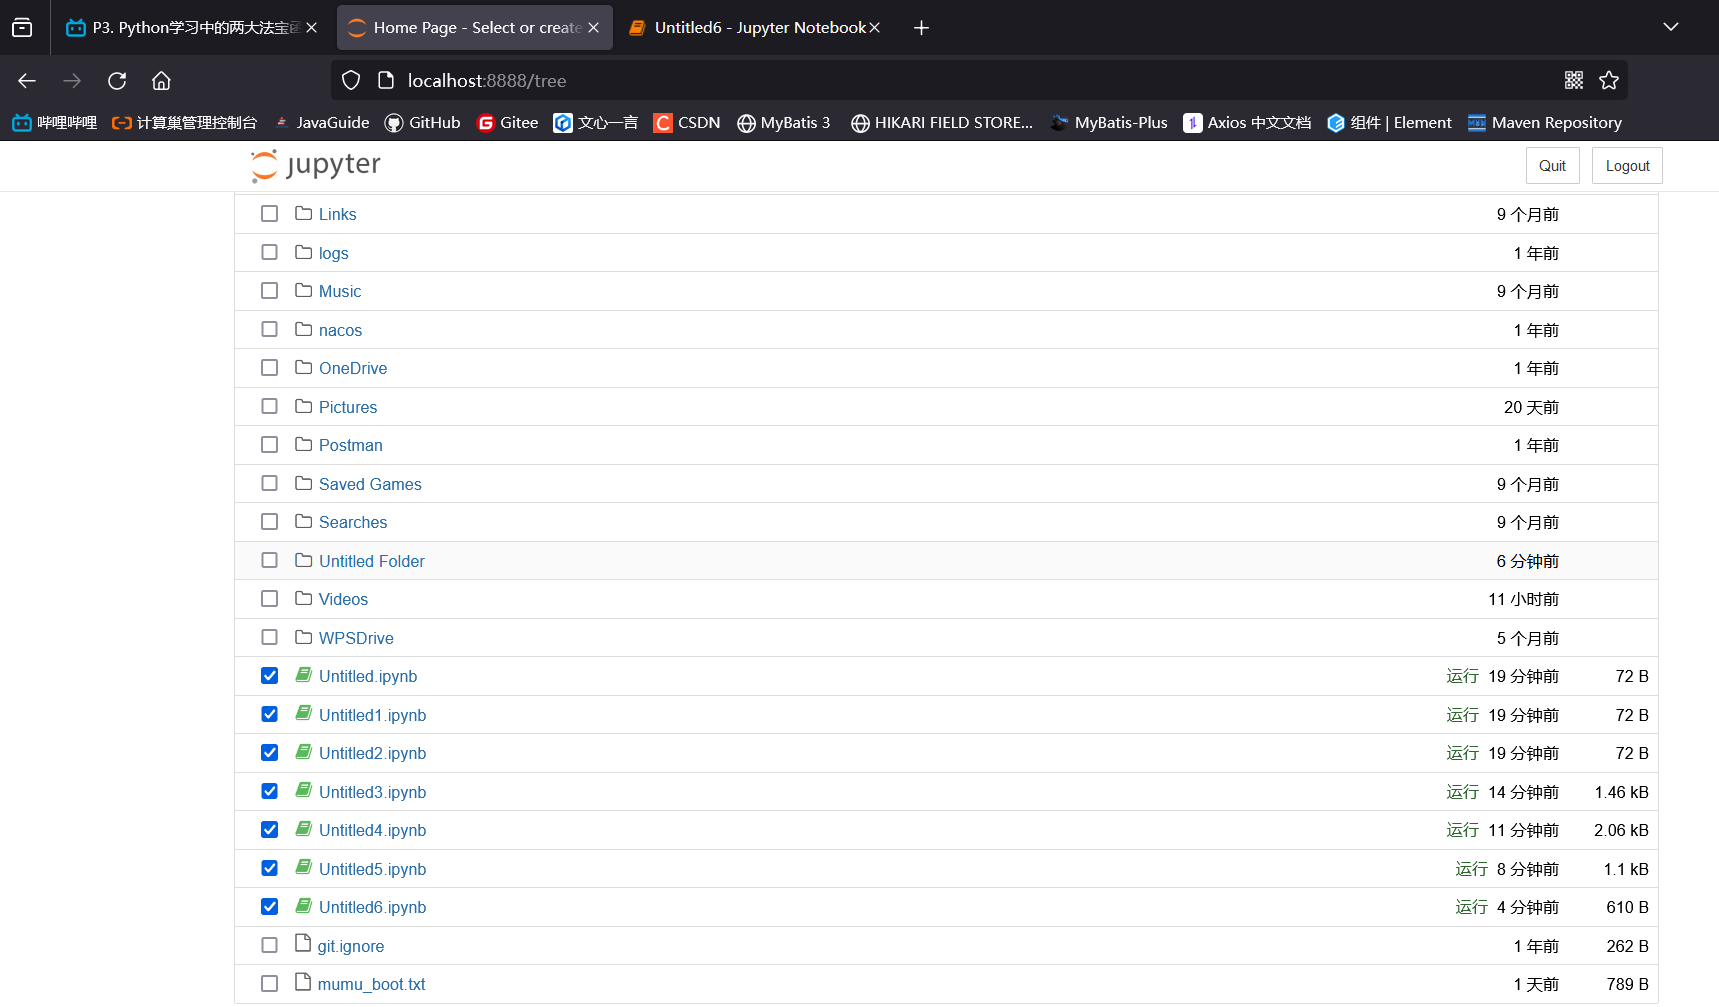 P3. Python学习中的两大法宝函
Home Page - Select or create
Untitled6 - Jupyter Notebook
localhost:8888/tree
哔哩哔哩 计算巢管理控制台 JavaGuide GitHub Gitee 文心一言 CSDN MyBatis 3 HIKARI FIELD STORE... MyBatis-Plus Axios 中文文档 组件 | Element Maven Repository
jupyter Quit Logout
Links 9 个月前
logs 1 年前
Music 9 个月前
nacos 1 年前
OneDrive 1 年前
Pictures 20 天前
Postman 1 年前
Saved Games 9 个月前
Searches 9 个月前
Untitled Folder 6 分钟前
Videos 11 小时前
WPSDrive 5 个月前
Untitled.ipynb 运行 19 分钟前 72 B
Untitled1.ipynb 运行 19 分钟前 72 B
Untitled2.ipynb 运行 19 分钟前 72 B
Untitled3.ipynb 运行 14 分钟前 1.46 kB
Untitled4.ipynb 运行 11 分钟前 2.06 kB
Untitled5.ipynb 运行 8 分钟前 1.1 kB
Untitled6.ipynb 运行 4 分钟前 610 B
git.ignore 1 年前 262 B
mumu_boot.txt 1 天前 789 B